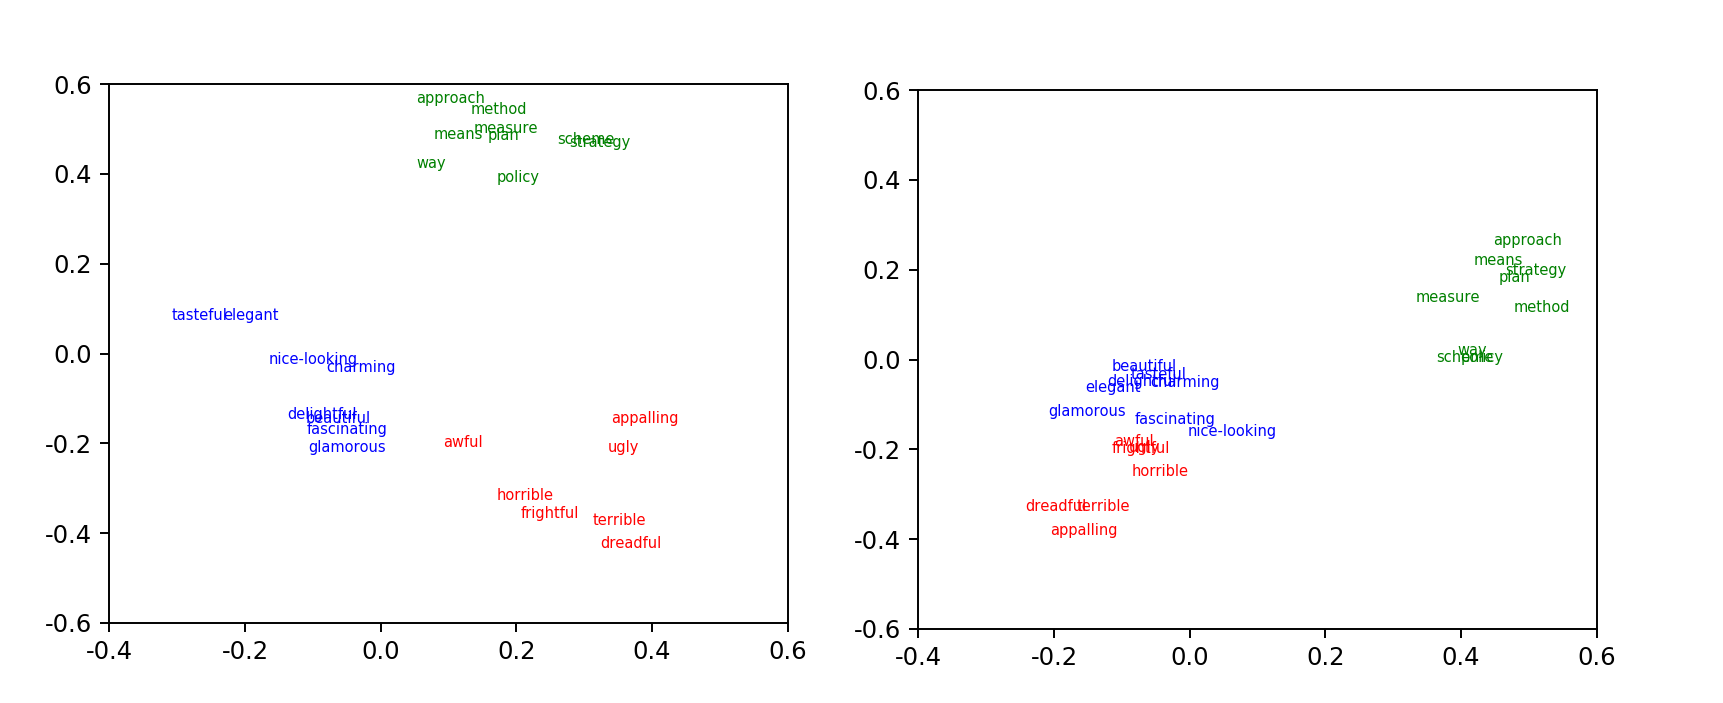 0.6
0.4
0.2
0.0
-0.2
-0.4
-0.6
-0.4 -0.2 0.0 0.2 0.4 0.6
approach
method
measure
means plan
scheme
strategy
way
policy
tasteful elegant
nice-looking
charming
delightful
beautiful
fascinating
glamorous
appalling
awful
ugly
horrible
frightful
terrible
dreadful
0.6
0.4
0.2
0.0
-0.2
-0.4
-0.6
-0.4 -0.2 0.0 0.2 0.4 0.6
approach
means
strategy
plan
measure
method
way
scheme policy
beautiful
tasteful
delightful charming
elegant
glamorous
fascinating
nice-looking
awful
frightful ugly
horrible
dreadful terrible
appalling